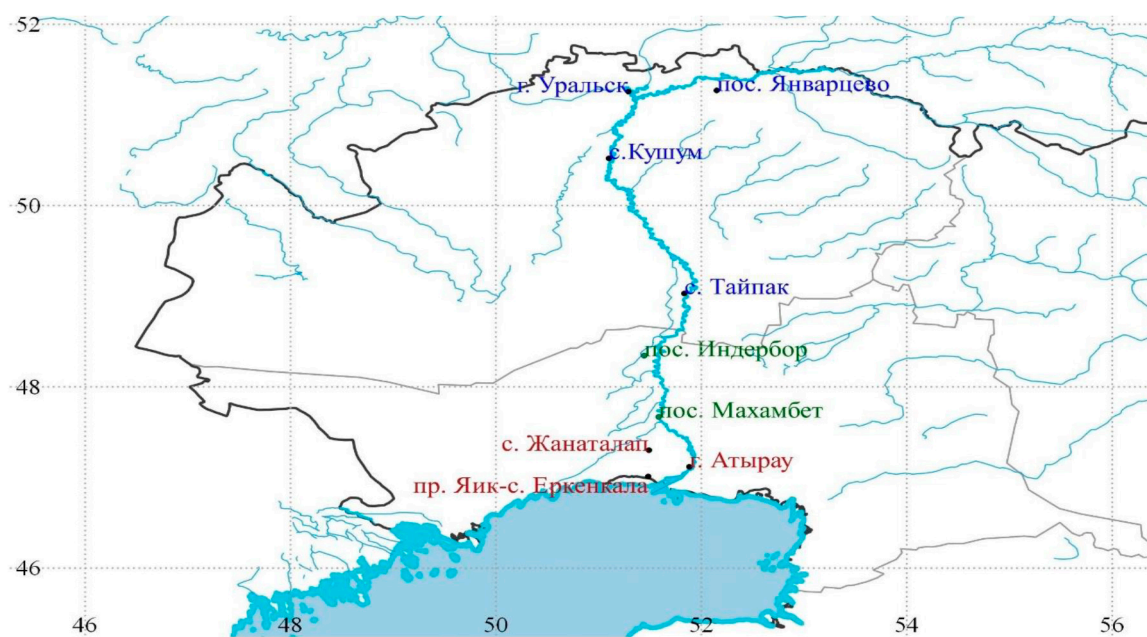 52
г. Уральск
пос. Январцево
с.Кушум
50
с. Тайпак
пос. Индербор
48
пос. Махамбет
с. Жанаталап
г. Атырау
пр. Яик-с. Еркенкала
46
46 48 50 52 54 56